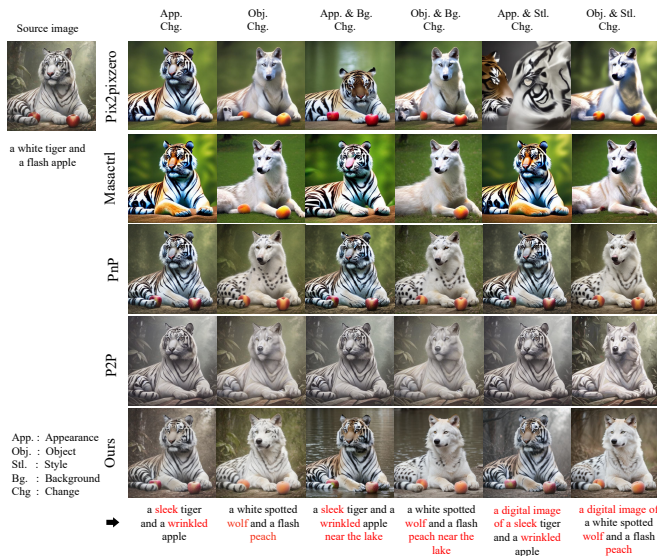 Source image
App.
Chg.
Obj.
Chg.
App. & Bg.
Chg.
Obj. & Bg.
Chg.
App. & Stl.
Chg.
Obj. & Stl.
Chg.
a white tiger and
a flash apple
Pix2pixzero
Masactrl
PnP
P2P
Ours
App. : Appearance
Obj. : Object
Stl. : Style
Bg. : Background
Chg : Change
a sleek tiger
and a wrinkled
apple
a white spotted
wolf and a flash
peach
a sleek tiger and a
wrinkled apple
near the lake
a white spotted
wolf and a flash
peach near the
lake
a digital image
of a sleek tiger
and a wrinkled
apple
a digital image of
a white spotted
wolf and a flash
peach